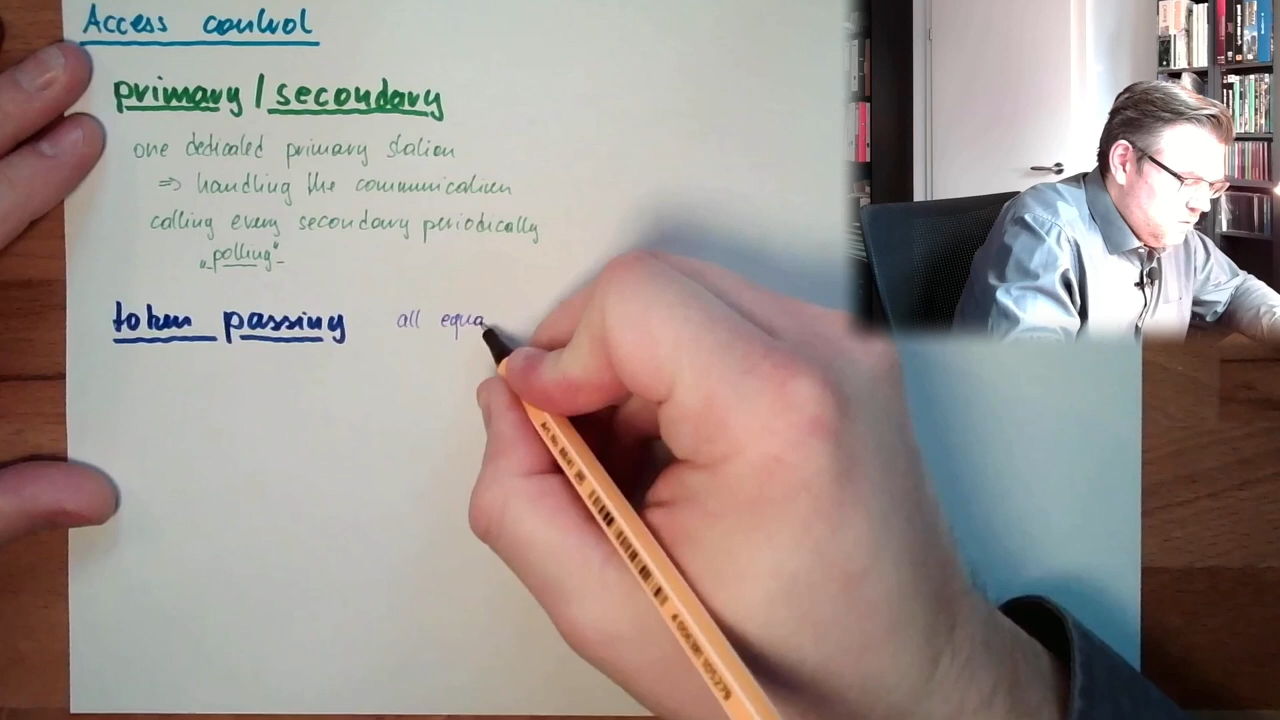 Access control
primary / secondary
one dedicated primary station
⇒ handling the communication
calling every secondary periodically
„polling"
token passing all equa